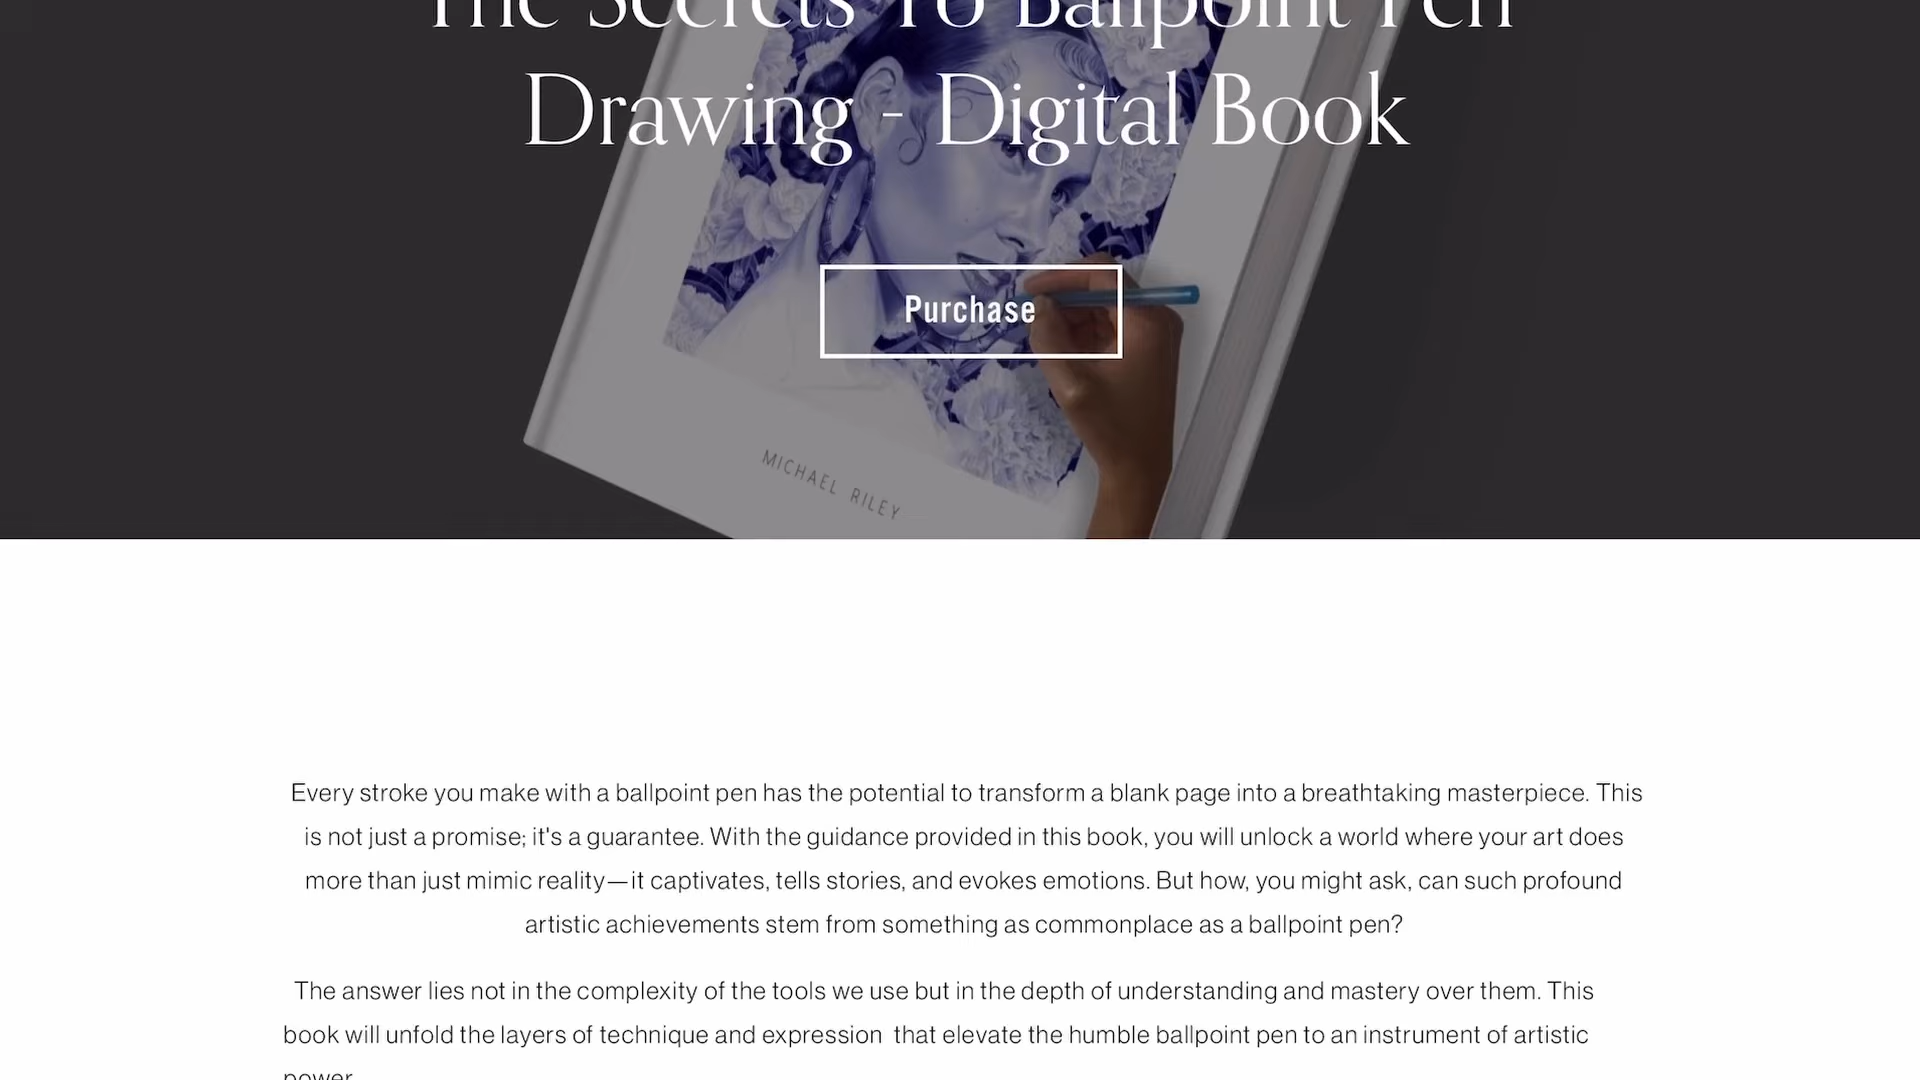 The Secrets To Ballpoint Pen
Drawing - Digital Book
Purchase
MICHAEL RILEY
Every stroke you make with a ballpoint pen has the potential to transform a blank page into a breathtaking masterpiece. This
is not just a promise; it's a guarantee. With the guidance provided in this book, you will unlock a world where your art does
more than just mimic reality—it captivates, tells stories, and evokes emotions. But how, you might ask, can such profound
artistic achievements stem from something as commonplace as a ballpoint pen?
The answer lies not in the complexity of the tools we use but in the depth of understanding and mastery over them. This
book will unfold the layers of technique and expression  that elevate the humble ballpoint pen to an instrument of artistic
power.